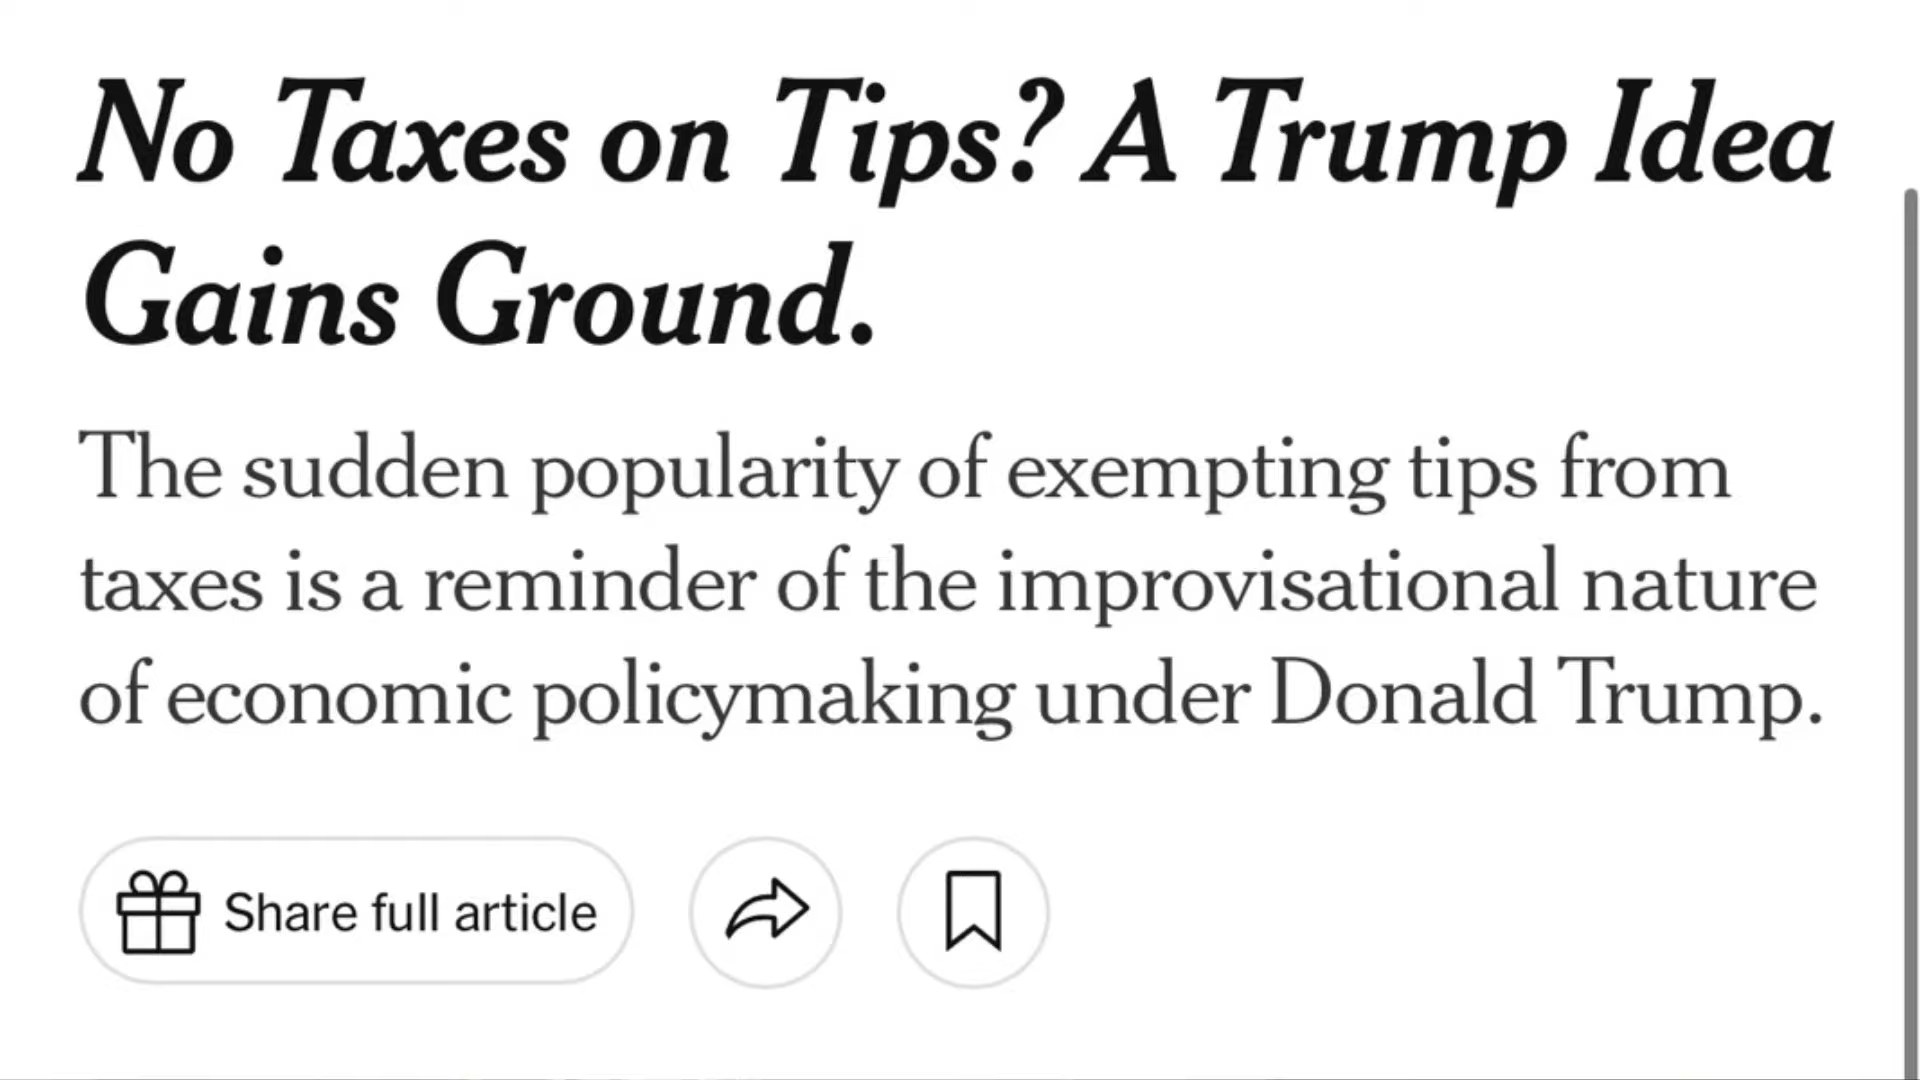 No Taxes on Tips? A Trump Idea
Gains Ground.
The sudden popularity of exempting tips from
taxes is a reminder of the improvisational nature
of economic policymaking under Donald Trump.
Share full article